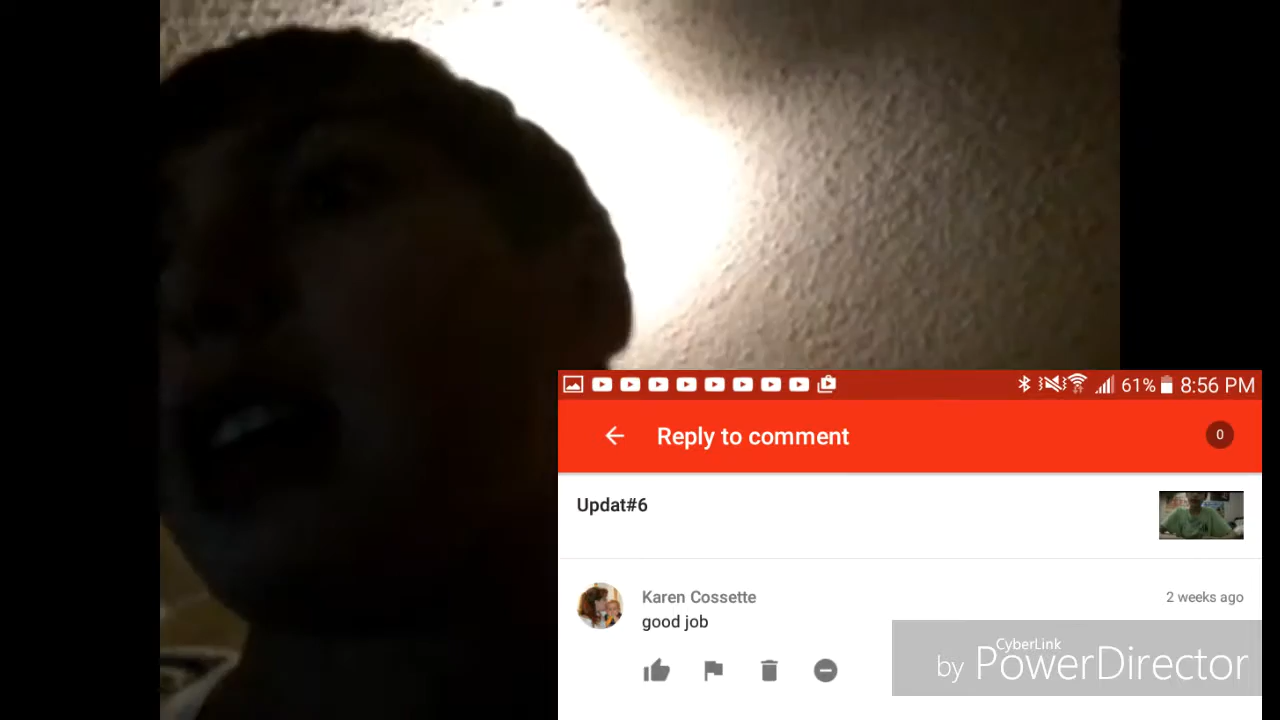 61% 8:56 PM
Reply to comment
0
Updat#6
Karen Cossette
2 weeks ago
good job
CyberLink
by PowerDirector